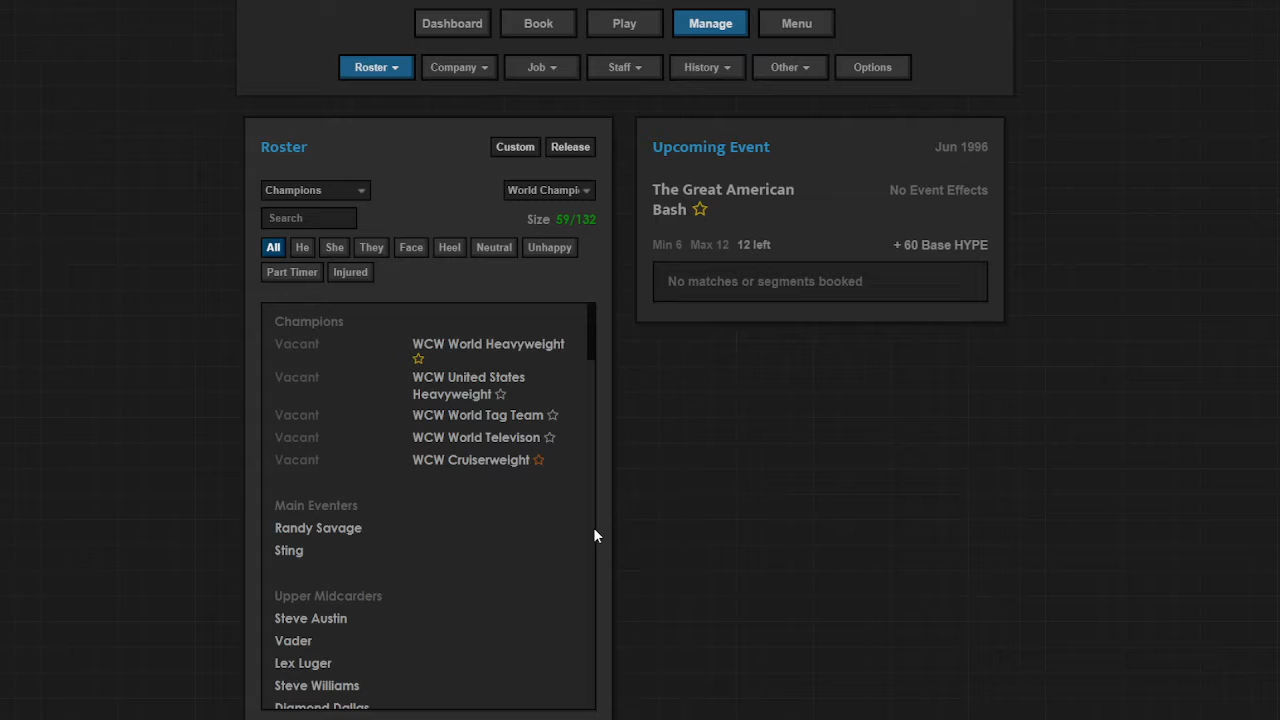 Dashboard Book Play Manage Menu
Roster Company Job Staff History Other Options
Roster Custom Release
Champions World Champi
Search Size 59/132
All He She They Face Heel Neutral Unhappy
Part Timer Injured
Champions
Vacant WCW World Heavyweight
Vacant WCW United States
Heavyweight
Vacant WCW World Tag Team
Vacant WCW World Televison
Vacant WCW Cruiserweight
Main Eventers
Randy Savage
Sting
Upper Midcarders
Steve Austin
Vader
Lex Luger
Steve Williams
Diamond Dallas
Upcoming Event Jun 1996
The Great American No Event Effects
Bash
Min 6 Max 12 12 left + 60 Base HYPE
No matches or segments booked